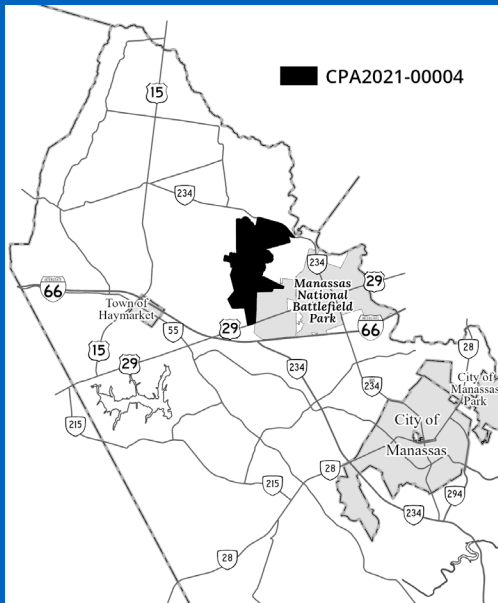 CPA2021-00004
15
234
234
29
Manassas
National
Battlefield
Park
66
Town of
Haymarket
55
29
66
28
15
29
234
234
City of
Manassas
Park
215
City of
Manassas
28
215
294
234
28